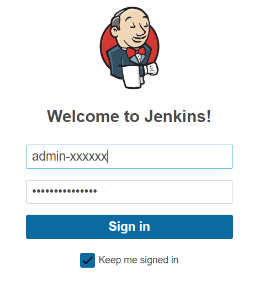 Welcome to Jenkins!
admin-xxxxxx
•••••••••••••••
Sign in
Keep me signed in